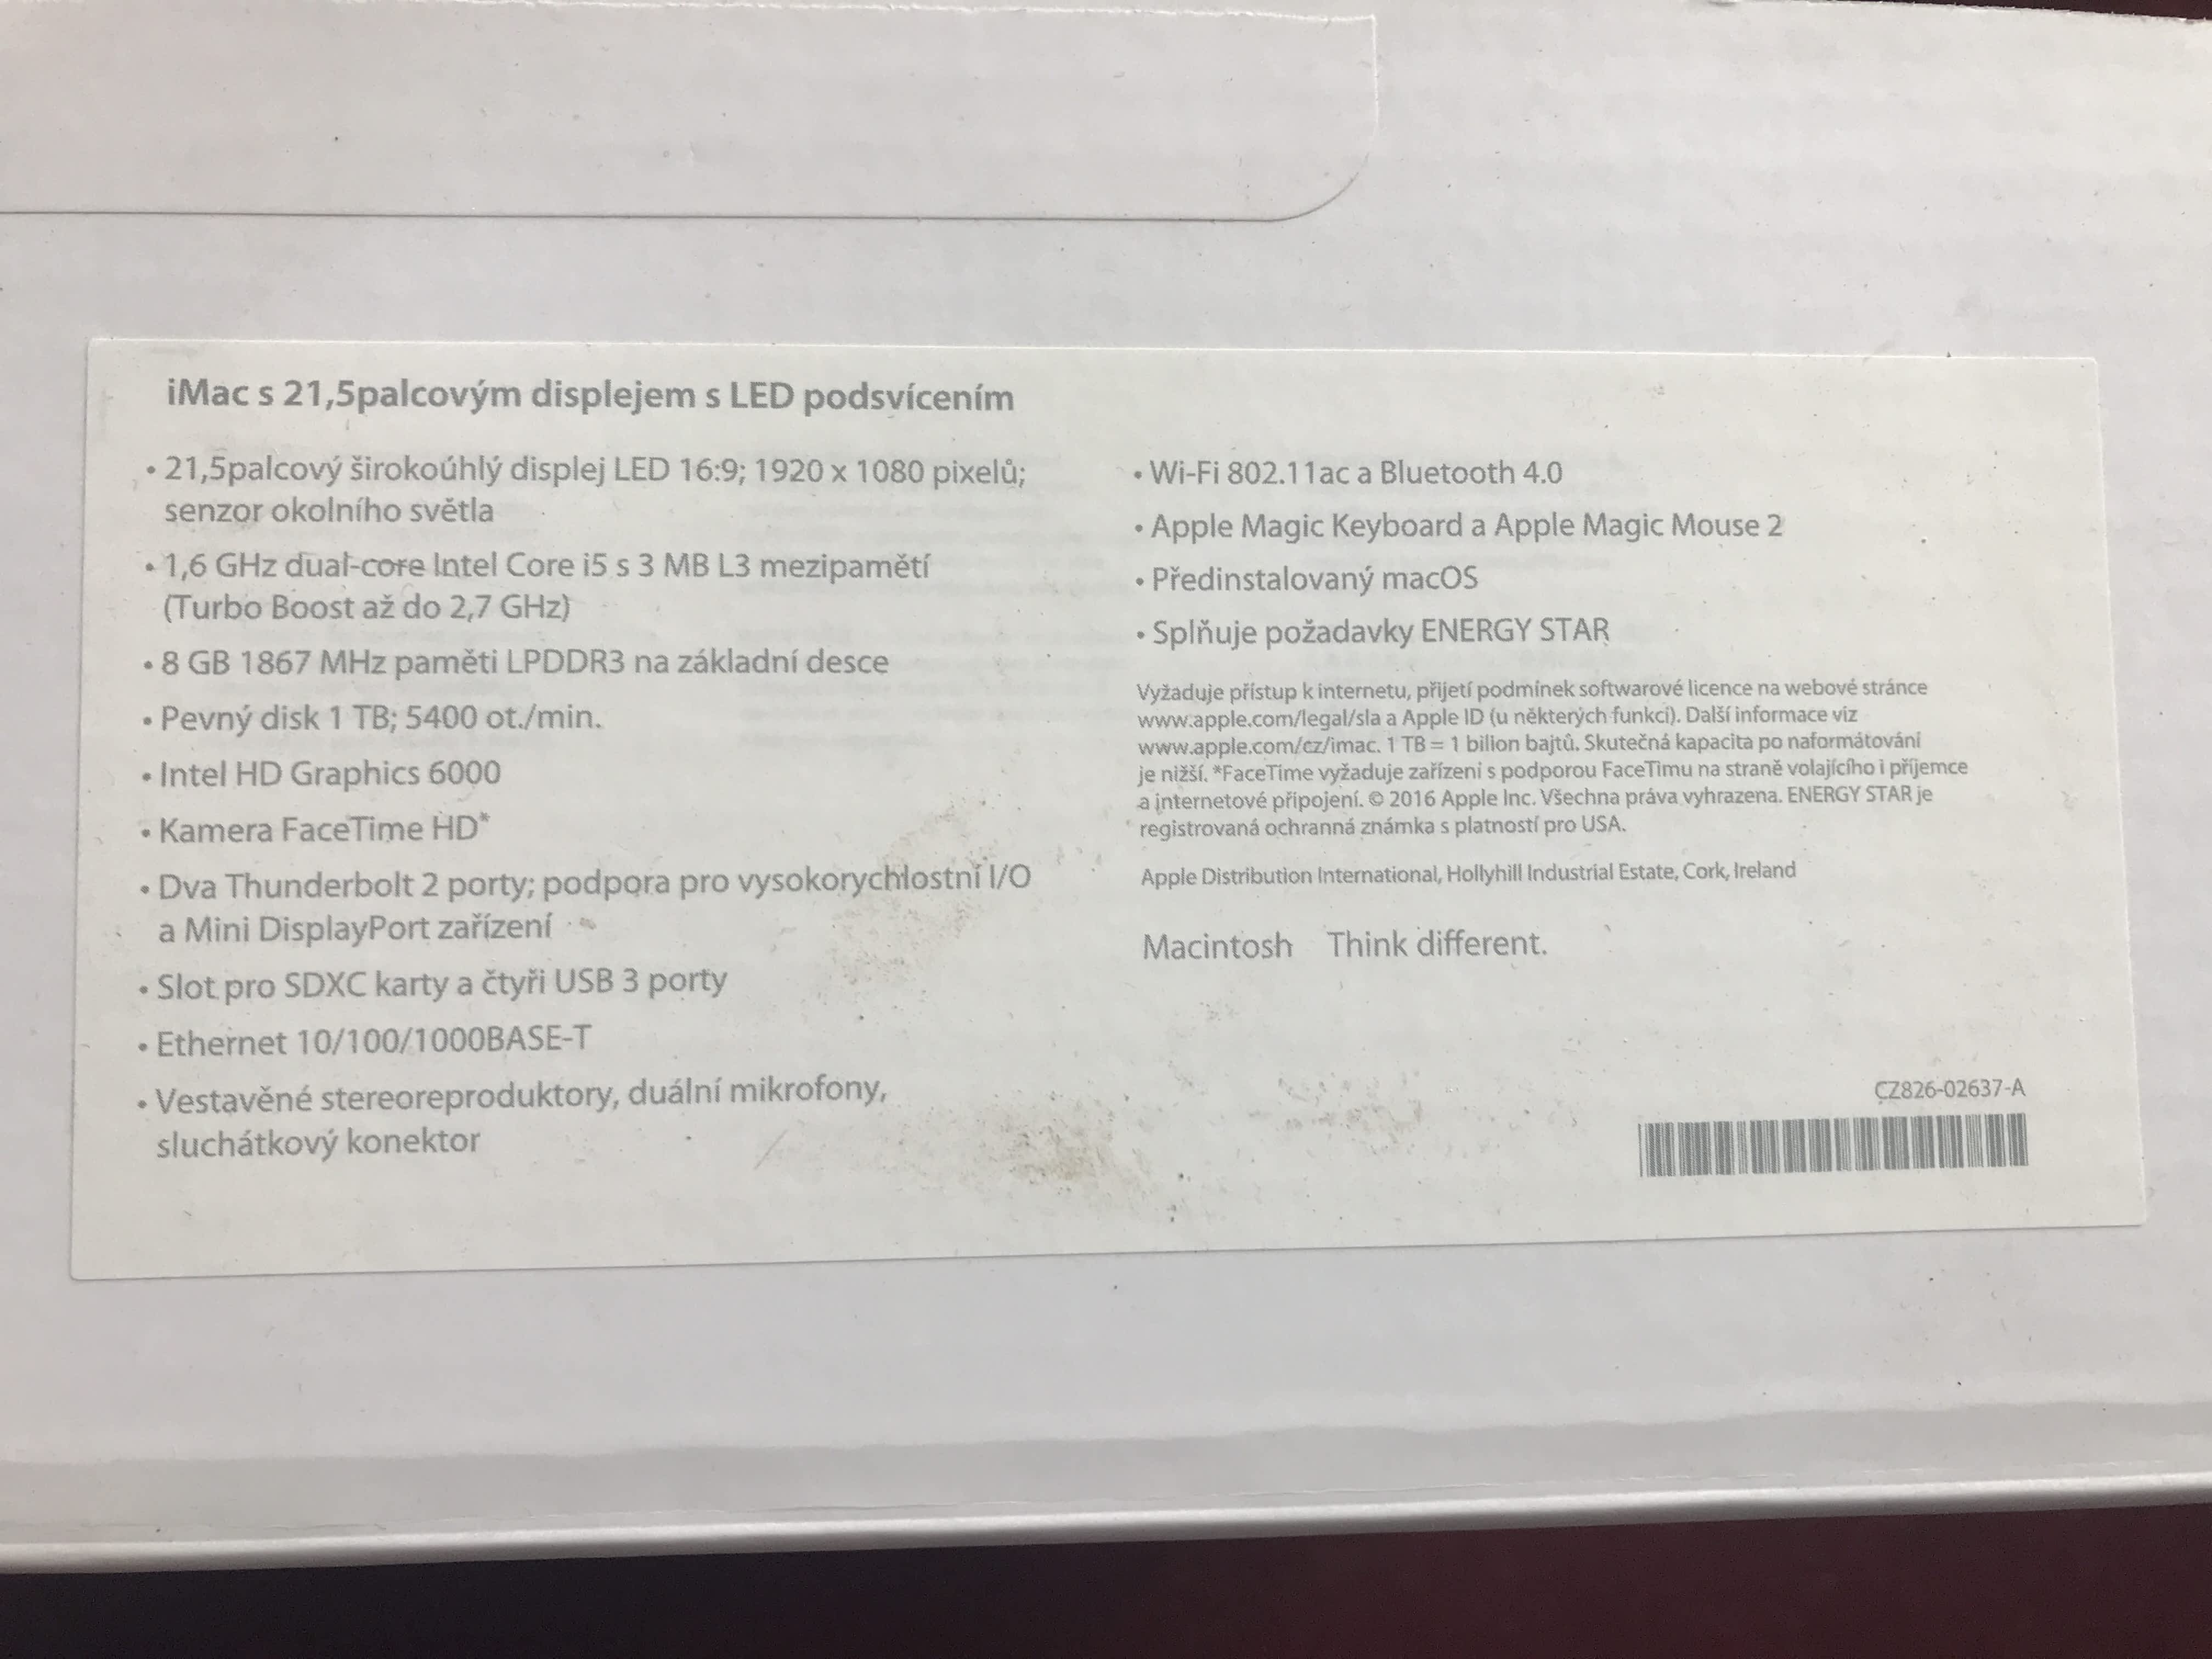 iMac s 21,5palcovým displejem s LED podsvícením
• 21,5palcový širokoúhlý displej LED 16:9; 1920 x 1080 pixelů;
senzor okolního světla
• 1,6 GHz dual-core Intel Core i5 s 3 MB L3 mezipamětí
(Turbo Boost až do 2,7 GHz)
• 8 GB 1867 MHz paměti LPDDR3 na základní desce
• Pevný disk 1 TB; 5400 ot./min.
• Intel HD Graphics 6000
• Kamera FaceTime HD*
• Dva Thunderbolt 2 porty; podpora pro vysokorychlostní I/O
a Mini DisplayPort zařízení
• Slot pro SDXC karty a čtyři USB 3 porty
• Ethernet 10/100/1000BASE-T
• Vestavěné stereoreproduktory, duální mikrofony,
sluchátkový konektor
• Wi-Fi 802.11ac a Bluetooth 4.0
• Apple Magic Keyboard a Apple Magic Mouse 2
• Předinstalovaný macOS
• Splňuje požadavky ENERGY STAR
Vyžaduje přístup k internetu, přijetí podmínek softwarové licence na webové stránce
www.apple.com/legal/sla a Apple ID (u některých funkcí). Další informace viz
www.apple.com/cz/imac. 1 TB = 1 bilion bajtů. Skutečná kapacita po naformátování
je nižší. *FaceTime vyžaduje zařízení s podporou FaceTimu na straně volajícího i příjemce
a internetové připojení. © 2016 Apple Inc. Všechna práva vyhrazena. ENERGY STAR je
registrovaná ochranná známka s platností pro USA.
Apple Distribution International, Hollyhill Industrial Estate, Cork, Ireland
Macintosh Think different.
CZ826-02637-A